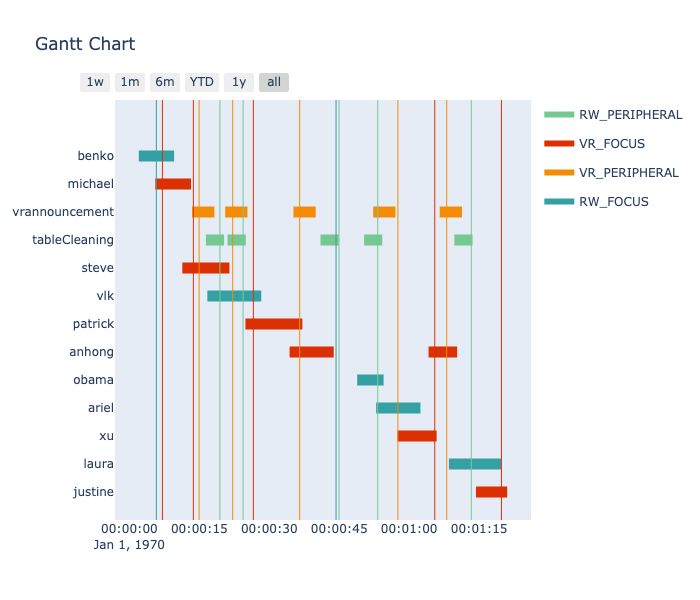 Gantt Chart
1w 1m 6m YTD 1y all
RW_PERIPHERAL
VR_FOCUS
VR_PERIPHERAL
RW_FOCUS
benko
michael
vrannouncement
tableCleaning
steve
vlk
patrick
anhong
obama
ariel
xu
laura
justine
00:00:00 00:00:15 00:00:30 00:00:45 00:01:00 00:01:15
Jan 1, 1970